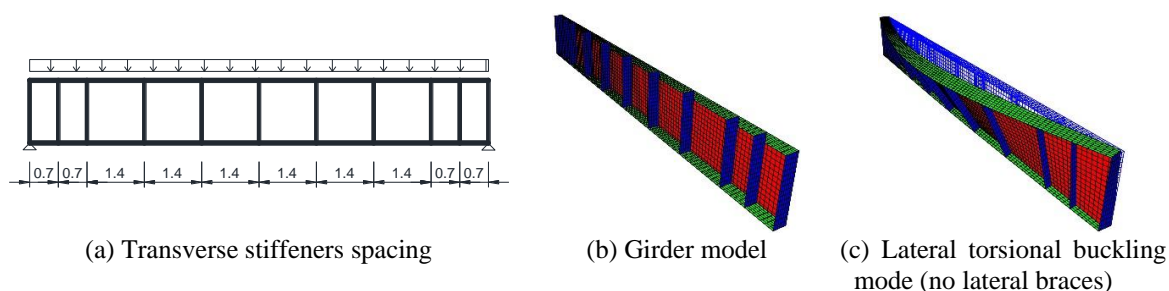 0.7 0.7 1.4 1.4 1.4 1.4 1.4 1.4 0.7 0.7
(a) Transverse stiffeners spacing
(b) Girder model
(c) Lateral torsional buckling
mode (no lateral braces)